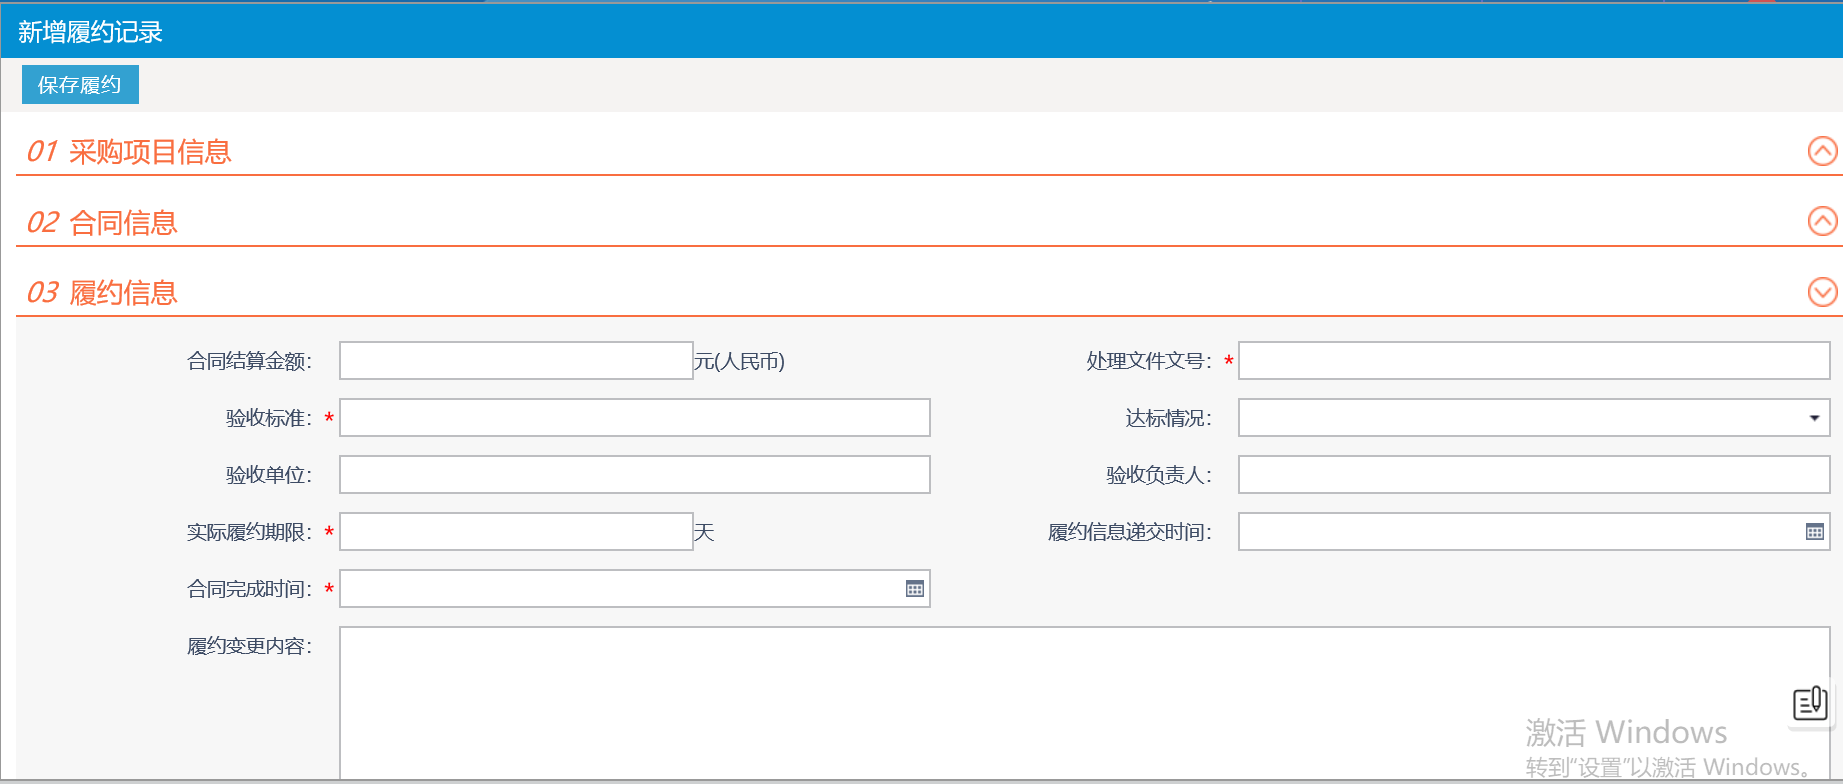 新增履约记录
保存履约
01 采购项目信息
02 合同信息
03 履约信息
合同结算金额： 元(人民币) 处理文件文号：*
验收标准：* 达标情况：
验收单位： 验收负责人：
实际履约期限：* 天 履约信息递交时间：
合同完成时间：*
履约变更内容：
激活 Windows
转到“设置”以激活 Windows。